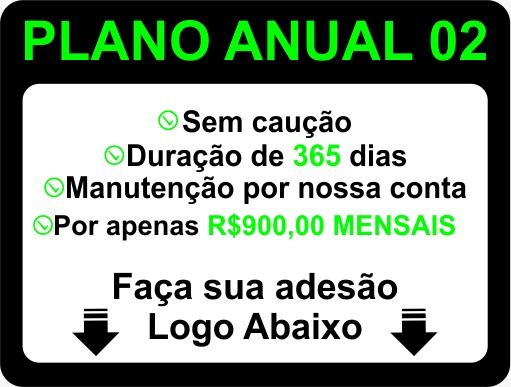 PLANO ANUAL 02
Sem caução
Duração de 365 dias
Manutenção por nossa conta
Por apenas R$900,00 MENSAIS
Faça sua adesão
Logo Abaixo